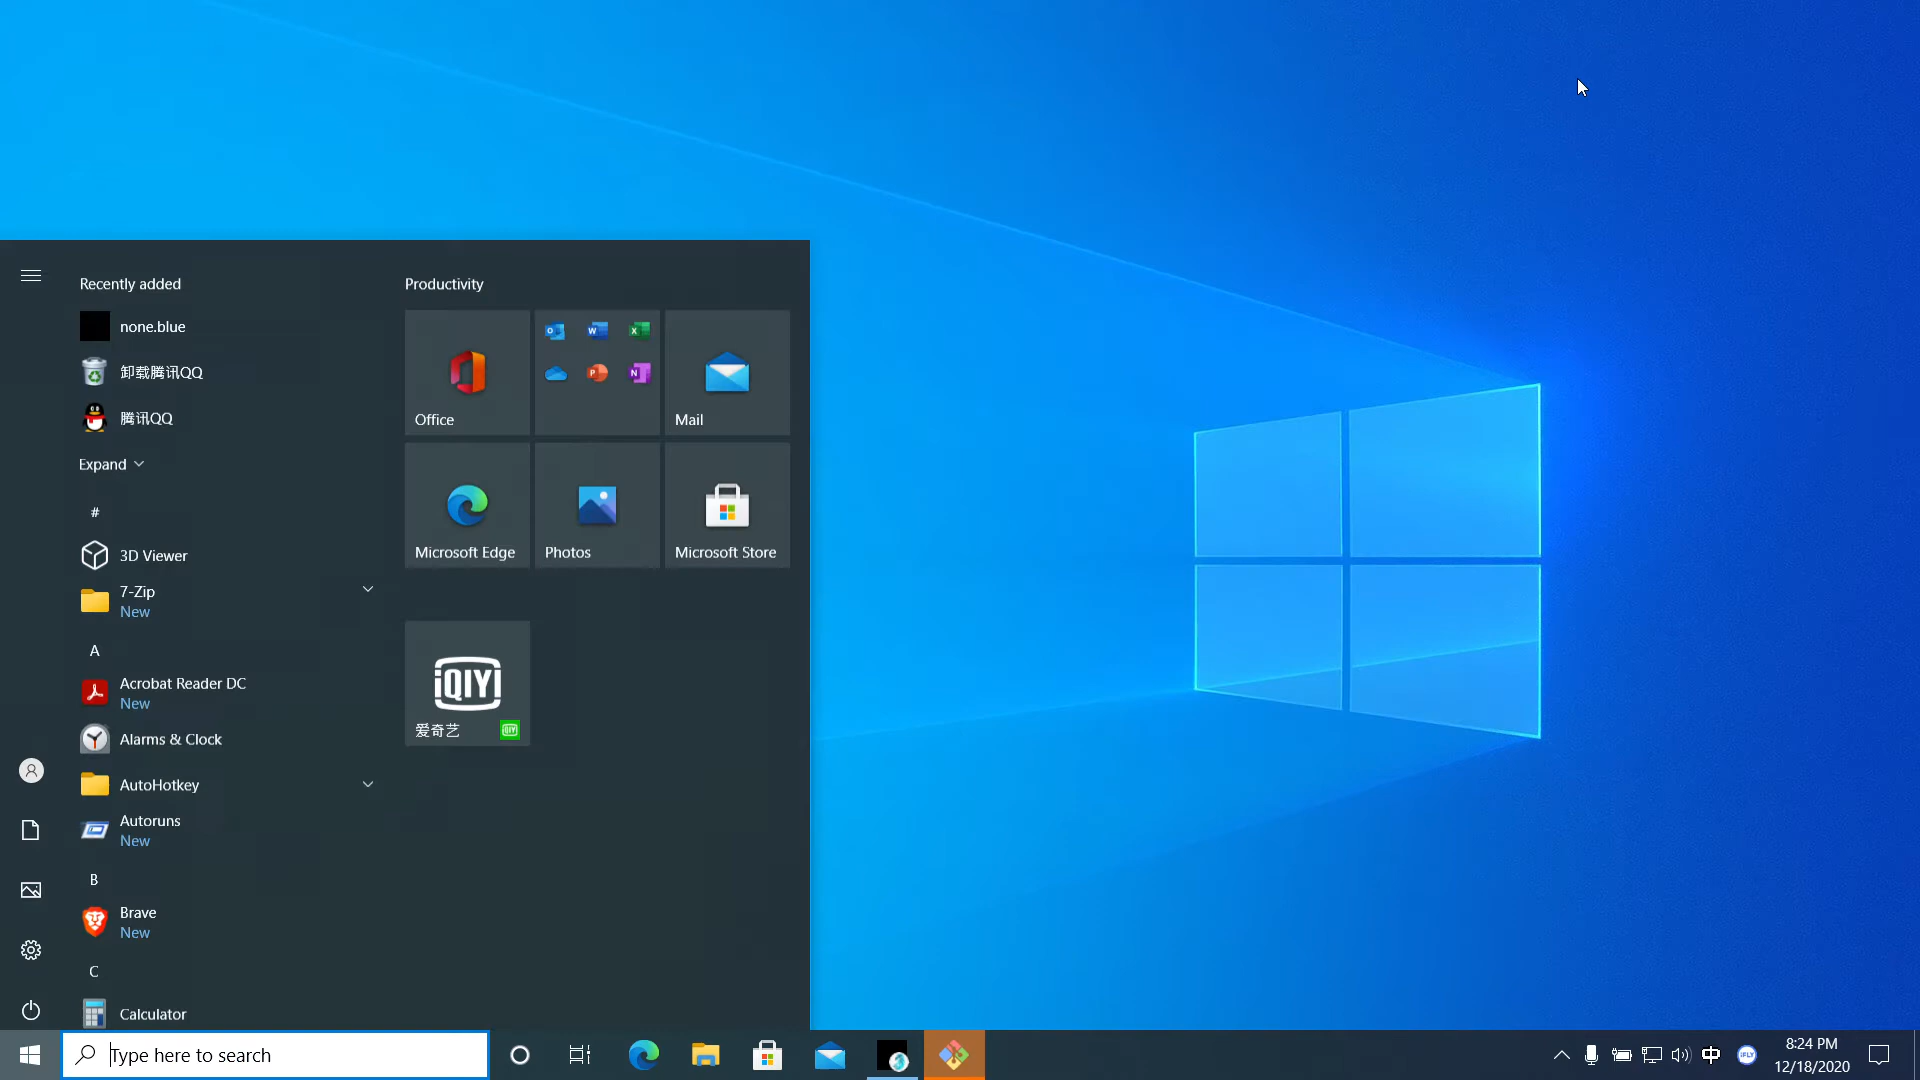 Recently added
none.blue
卸载腾讯QQ
腾讯QQ
Expand
#
3D Viewer
7-Zip
New
A
Acrobat Reader DC
New
Alarms & Clock
AutoHotkey
Autoruns
New
B
Brave
New
C
Calculator
Productivity
Office
Mail
Microsoft Edge
Photos
Microsoft Store
iQIYI
爱奇艺
Type here to search
中
iFLY
8:24 PM
12/18/2020